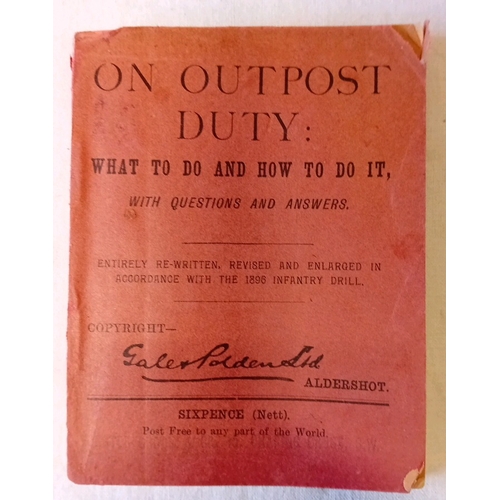 ON OUTPOST
DUTY:
WHAT TO DO AND HOW TO DO IT,
WITH QUESTIONS AND ANSWERS.
ENTIRELY RE-WRITTEN, REVISED AND ENLARGED IN
ACCORDANCE WITH THE 1896 INFANTRY DRILL.
COPYRIGHT—
Gale & Polden Ltd
ALDERSHOT.
SIXPENCE (Nett).
Post Free to any part of the World.